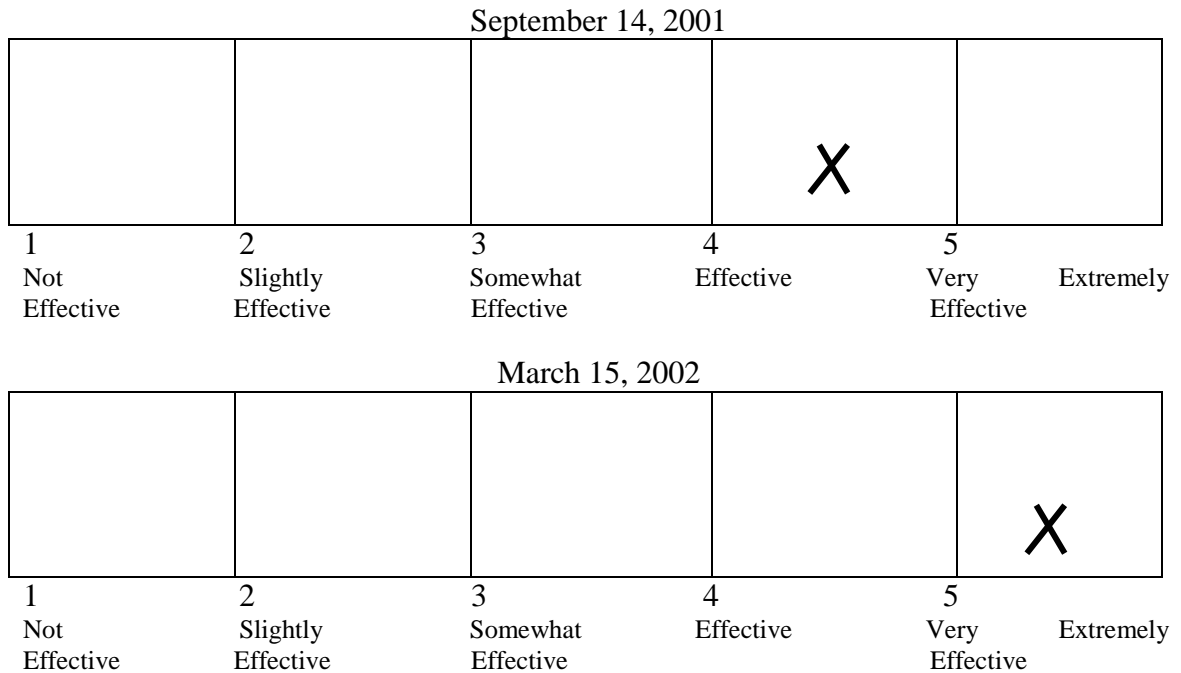 September 14, 2001
X
1 2 3 4 5
Not Slightly Somewhat Effective Very Extremely
Effective Effective Effective Effective
March 15, 2002
X
1 2 3 4 5
Not Slightly Somewhat Effective Very Extremely
Effective Effective Effective Effective